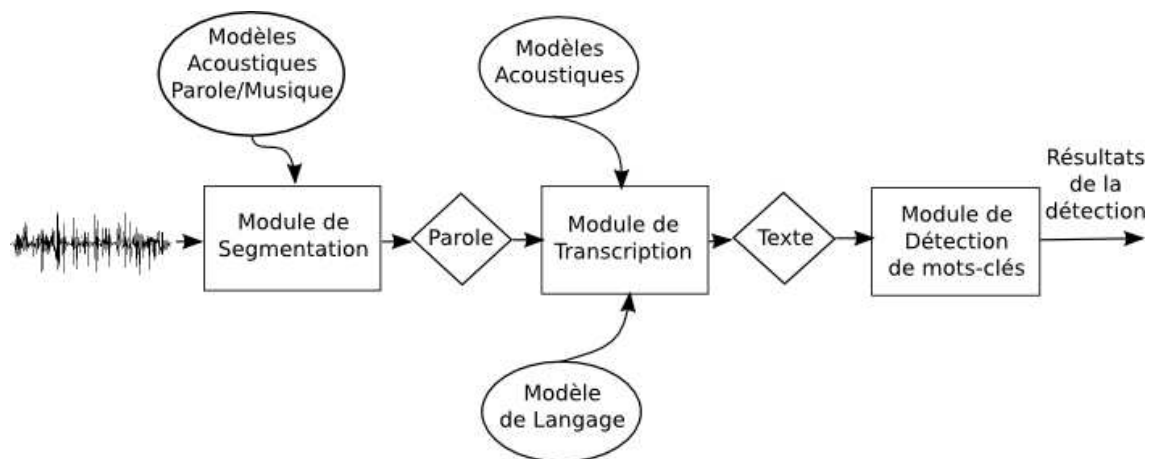 Modèles
Acoustiques
Parole/Musique
Modèles
Acoustiques
Module de
Segmentation
Parole
Module de
Transcription
Texte
Module de
Détection
de mots-clés
Résultats
de la
détection
Modèle
de Langage